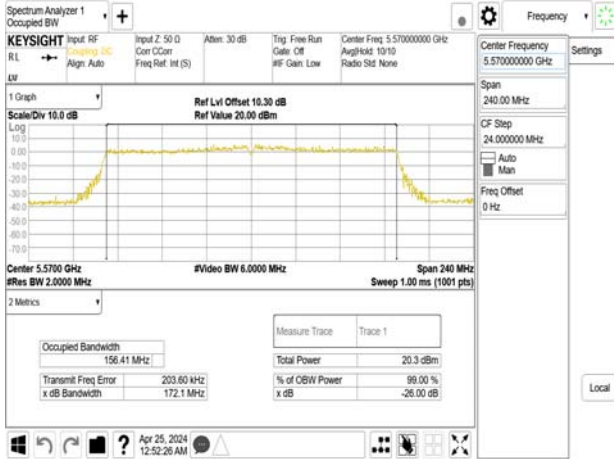 Spectrum Analyzer 1
Occupied BW
+
Frequency
KEYSIGHT
RL
Input: RF
Coupling: DC
Align: Auto
Input Z: 50 Ω
Corr CCorr
Freq Ref: Int (S)
Atten: 30 dB
Trig: Free Run
Gate: Off
#IF Gain: Low
Center Freq: 5.570000000 GHz
Avg|Hold: 10/10
Radio Std: None
Center Frequency
5.570000000 GHz
Settings
Span
240.00 MHz
CF Step
24.000000 MHz
Auto
Man
Freq Offset
0 Hz
Local
1 Graph
Scale/Div 10.0 dB
Ref Lvl Offset 10.30 dB
Ref Value 20.00 dBm
Log
10.0
0.00
-10.0
-20.0
-30.0
-40.0
-50.0
-60.0
-70.0
Center 5.5700 GHz
#Video BW 6.0000 MHz
Span 240 MHz
#Res BW 2.0000 MHz
Sweep 1.00 ms (1001 pts)
2 Metrics
Measure Trace
Trace 1
Occupied Bandwidth
156.41 MHz
Total Power
20.3 dBm
Transmit Freq Error
203.60 kHz
% of OBW Power
99.00 %
x dB Bandwidth
172.1 MHz
x dB
-26.00 dB
?
Apr 25, 2024
12:52:26 AM